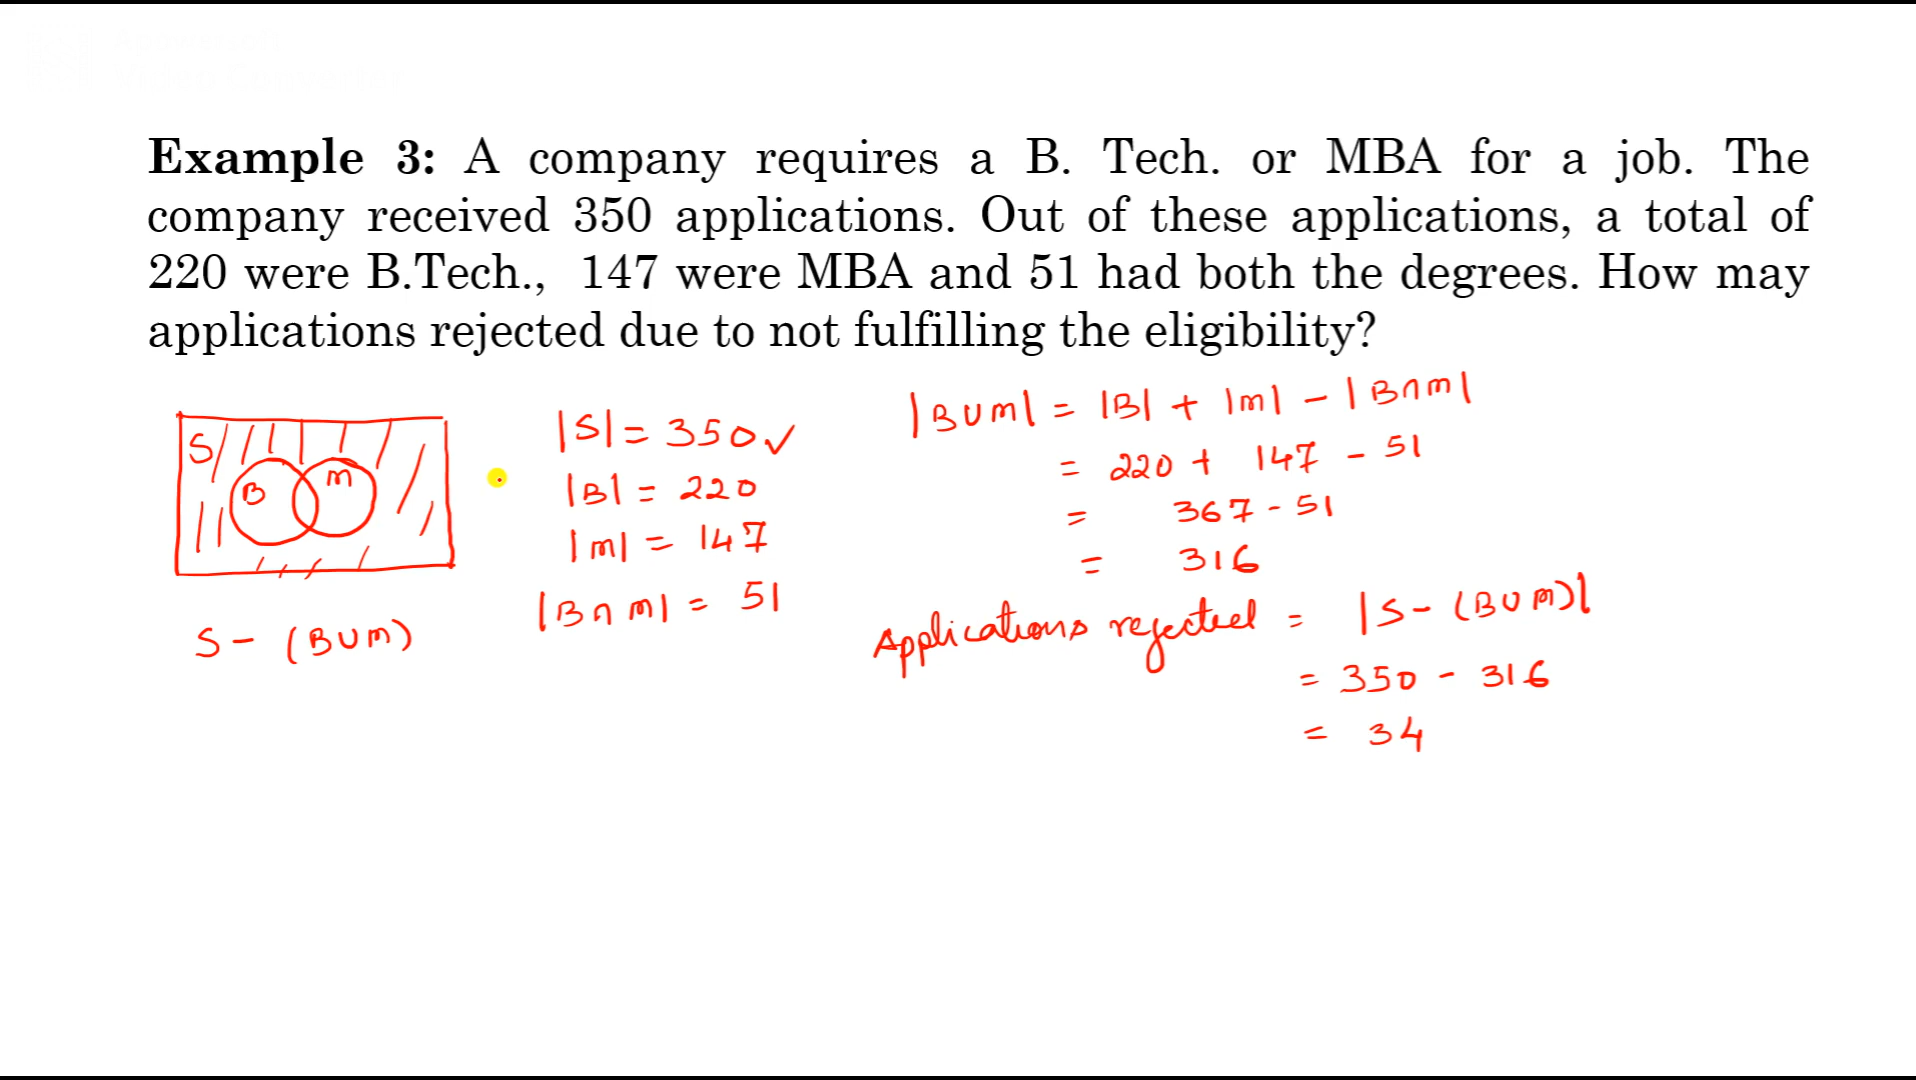 Example 3: A company requires a B. Tech. or MBA for a job. The
company received 350 applications. Out of these applications, a total of
220 were B.Tech., 147 were MBA and 51 had both the degrees. How may
applications rejected due to not fulfilling the eligibility?
S
B
M
S - (B∪M)
|S| = 350 ✓
|B| = 220
|M| = 147
|B∩M| = 51
|B∪M| = |B| + |M| - |B∩M|
= 220 + 147 - 51
= 367 - 51
= 316
Applications rejected = |S - (B∪M)|
= 350 - 316
= 34